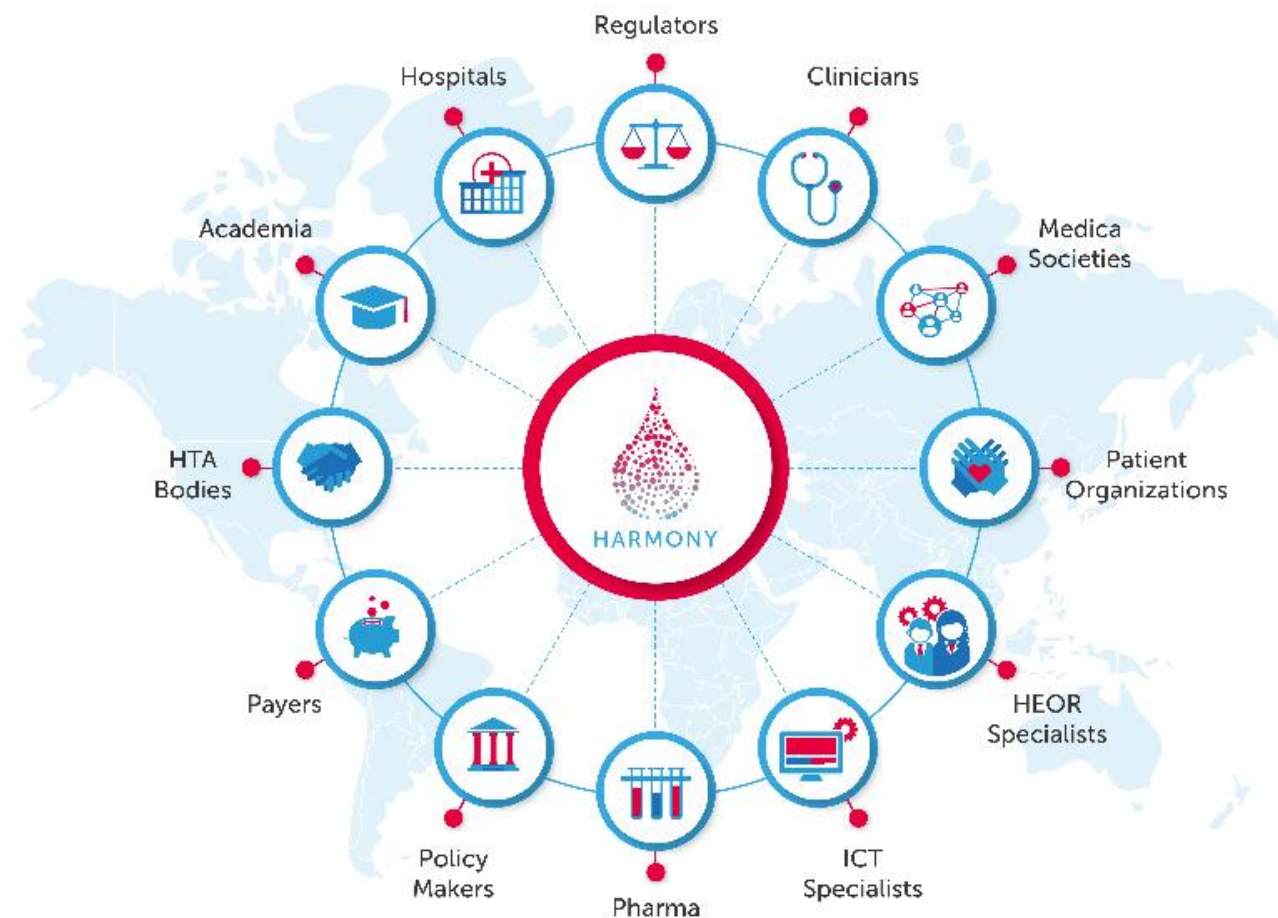 Regulators
Hospitals
Clinicians
Academia
Medica
Societies
HTA
Bodies
HARMONY
Patient
Organizations
Payers
HEOR
Specialists
Policy
Makers
ICT
Specialists
Pharma